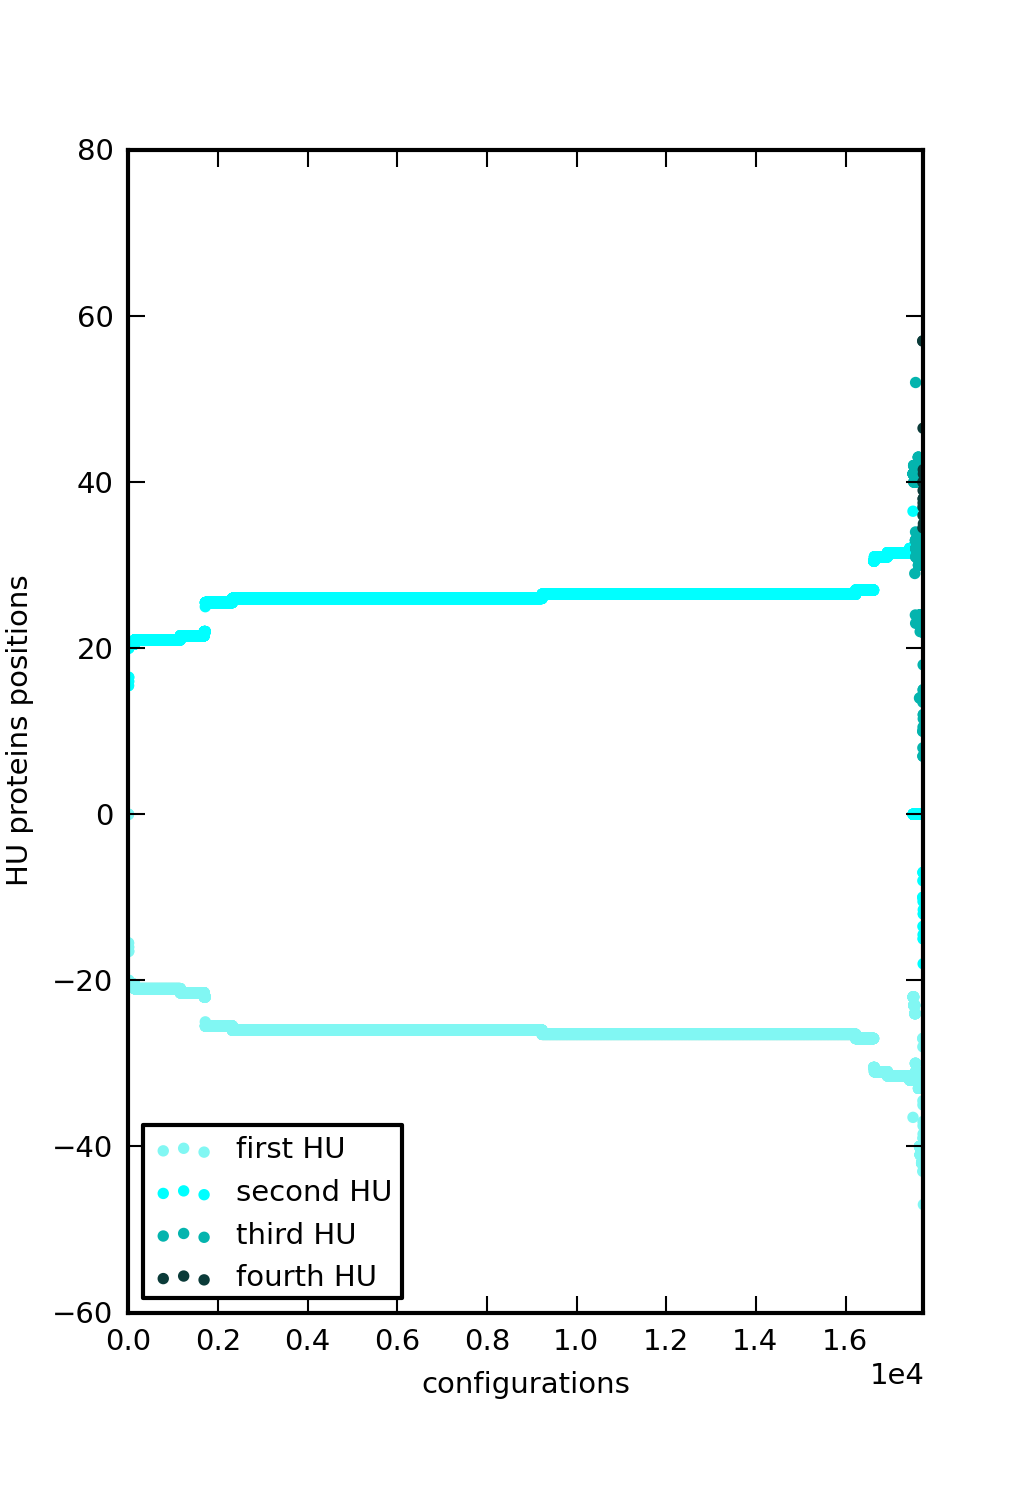 80
60
40
20
0
−20
−40
−60
HU proteins positions
first HU
second HU
third HU
fourth HU
0.0 0.2 0.4 0.6 0.8 1.0 1.2 1.4 1.6
1e4
configurations